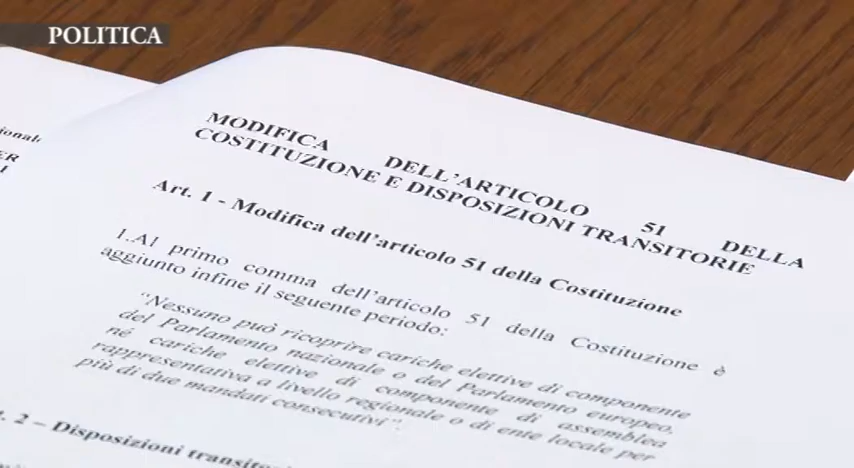 POLITICA
MODIFICA DELL'ARTICOLO 51 DELLA
COSTITUZIONE E DISPOSIZIONI TRANSITORIE
Art. 1 - Modifica dell'articolo 51 della Costituzione
1. Al primo comma dell'articolo 51 della Costituzione è
aggiunto infine il seguente periodo:
"Nessuno può ricoprire cariche elettive di componente
del Parlamento nazionale o del Parlamento europeo,
né cariche elettive di componente di assemblea
rappresentativa a livello regionale o di ente locale per
più di due mandati consecutivi".
2 – Disposizioni